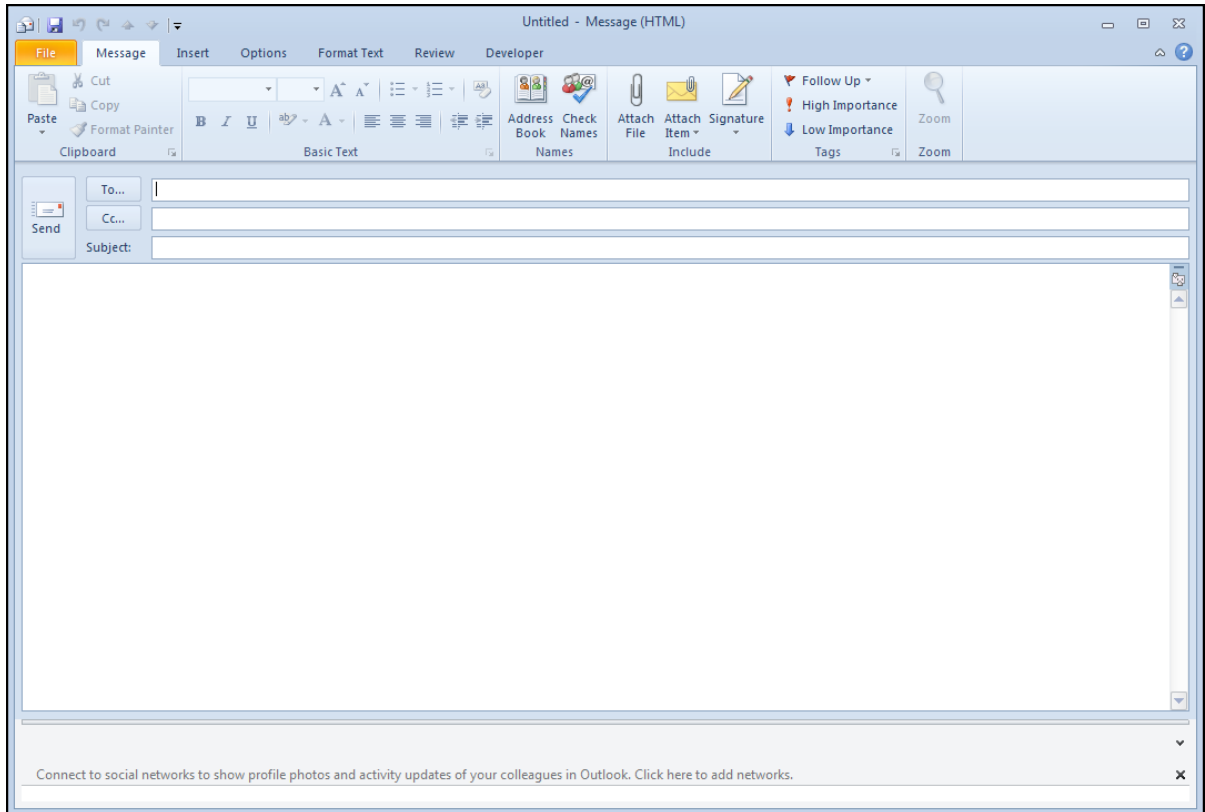 Untitled - Message (HTML)
File Message Insert Options Format Text Review Developer
Cut
Copy
Format Painter
Paste
Clipboard
B I U ab A
Basic Text
Address Book
Check Names
Names
Attach File
Attach Item
Signature
Include
Follow Up
High Importance
Low Importance
Tags
Zoom
Zoom
Send
To...
Cc...
Subject:
Connect to social networks to show profile photos and activity updates of your colleagues in Outlook. Click here to add networks.